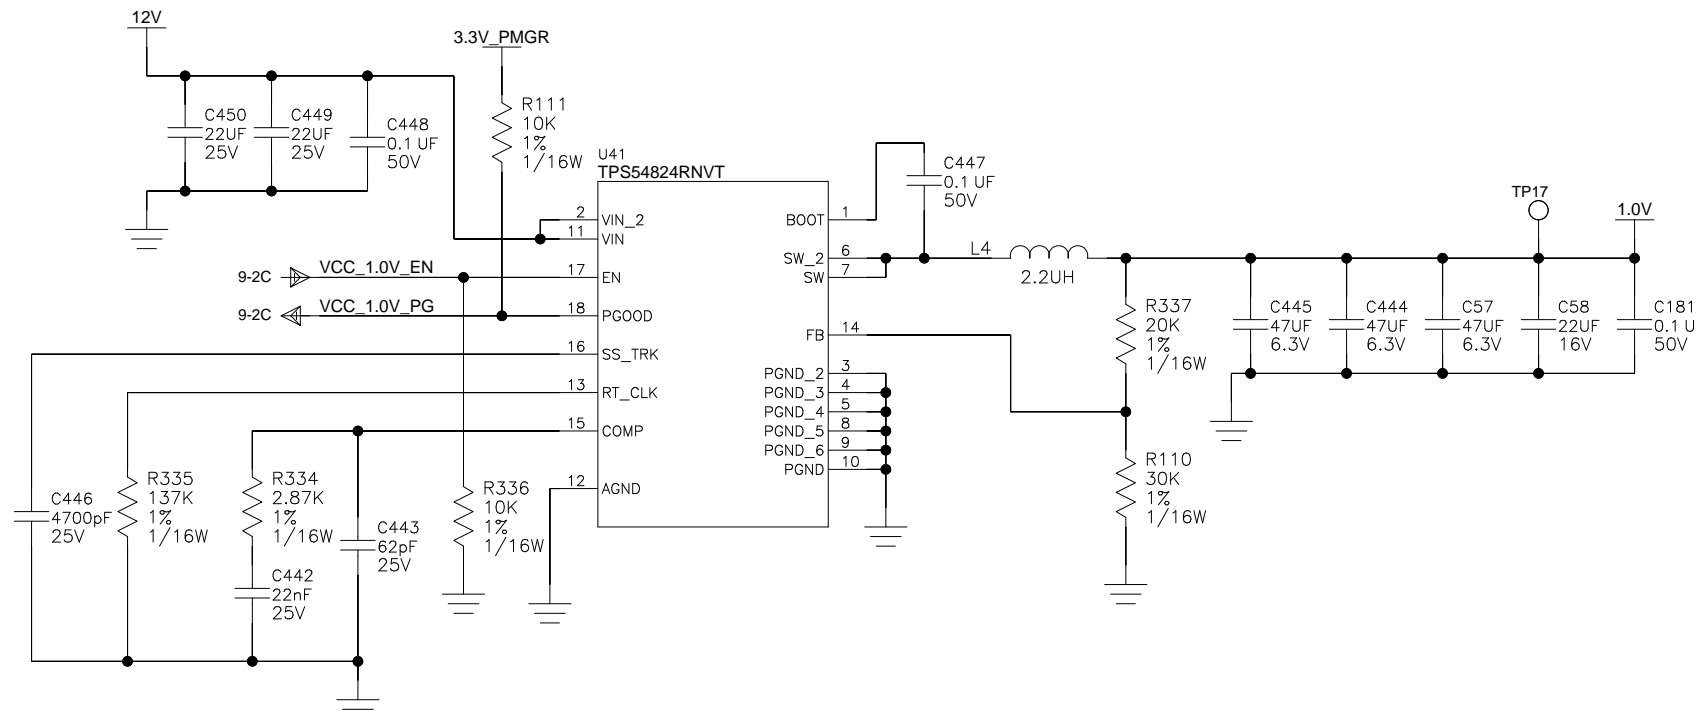 12V
3.3V_PMGR
C450
22UF
25V
C449
22UF
25V
C448
0.1 UF
50V
R111
10K
1%
1/16W
U41
TPS54824RNVT
2
VIN_2
11
VIN
9-2C
VCC_1.0V_EN
17
EN
9-2C
VCC_1.0V_PG
18
PGOOD
16
SS_TRK
13
RT_CLK
15
COMP
12
AGND
BOOT
1
SW_2
6
SW
7
FB
14
PGND_2
3
PGND_3
4
PGND_4
5
PGND_5
8
PGND_6
9
PGND
10
C447
0.1 UF
50V
L4
2.2UH
TP17
1.0V
R337
20K
1%
1/16W
C445
47UF
6.3V
C444
47UF
6.3V
C57
47UF
6.3V
C58
22UF
16V
C181
0.1 U
50V
R110
30K
1%
1/16W
C446
4700pF
25V
R335
137K
1%
1/16W
R334
2.87K
1%
1/16W
C443
62pF
25V
C442
22nF
25V
R336
10K
1%
1/16W